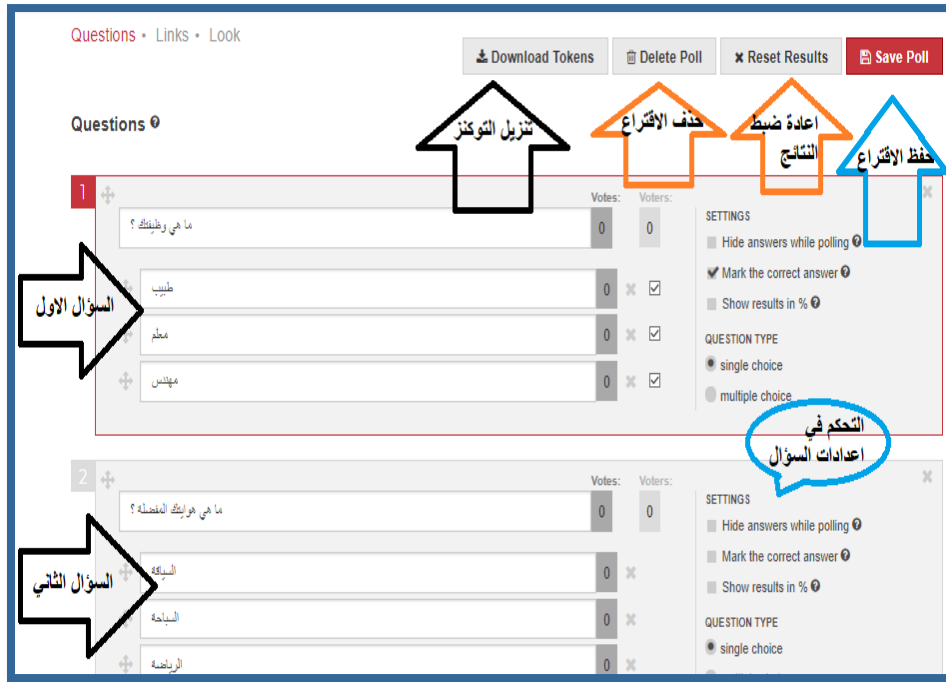 Questions • Links • Look
Download Tokens
Delete Poll
Reset Results
Save Poll
تنزيل التوكنز
حذف الاقتراع
اعادة ضبط
النتائج
حفظ الاقتراع
Questions
1
Votes: Voters:
ما هي وظيفتك ؟
0 0
السؤال الاول
طبيب
0
معلم
0
مهندس
0
SETTINGS
Hide answers while polling
Mark the correct answer
Show results in %
QUESTION TYPE
single choice
multiple choice
التحكم في
اعدادات السؤال
2
Votes: Voters:
ما هي هوايتك المفضلة ؟
0 0
السؤال الثاني
السياقة
0
السباحة
0
الرياضة
0
SETTINGS
Hide answers while polling
Mark the correct answer
Show results in %
QUESTION TYPE
single choice